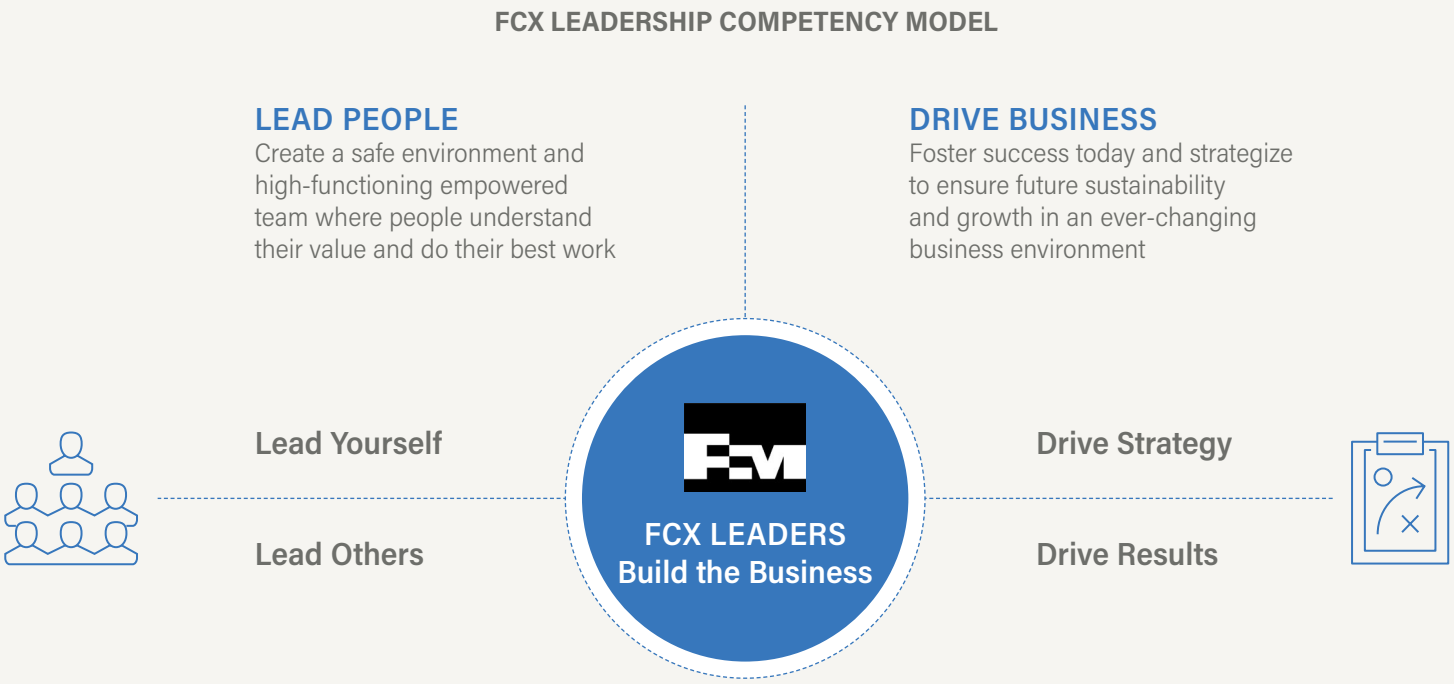 FCX LEADERSHIP COMPETENCY MODEL
LEAD PEOPLE
Create a safe environment and
high-functioning empowered
team where people understand
their value and do their best work
DRIVE BUSINESS
Foster success today and strategize
to ensure future sustainability
and growth in an ever-changing
business environment
Lead Yourself
Lead Others
FM
FCX LEADERS
Build the Business
Drive Strategy
Drive Results